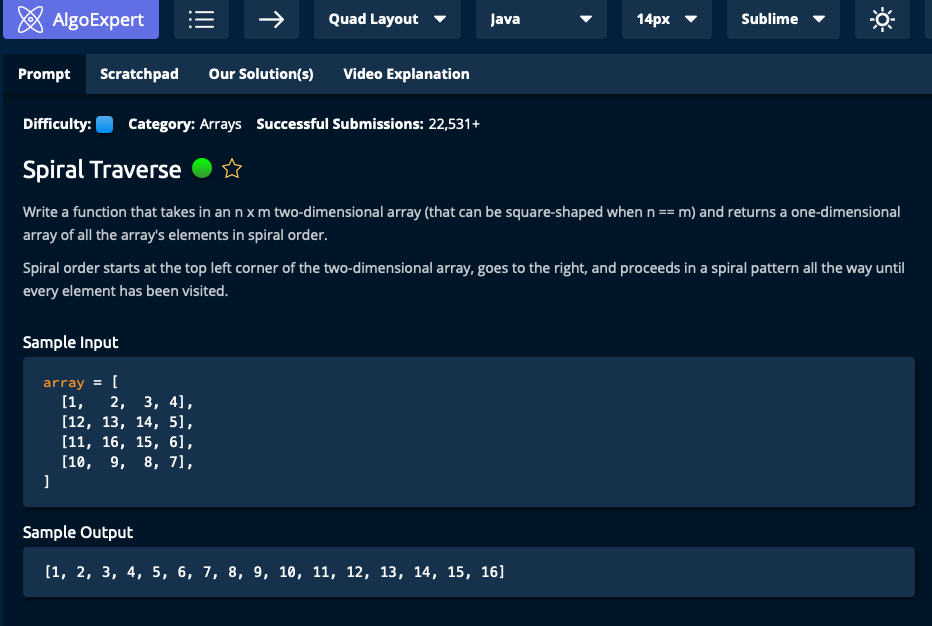 AlgoExpert Quad Layout Java 14px Sublime
Prompt Scratchpad Our Solution(s) Video Explanation
Difficulty: Category: Arrays Successful Submissions: 22,531+
Spiral Traverse
Write a function that takes in an n x m two-dimensional array (that can be square-shaped when n == m) and returns a one-dimensional
array of all the array's elements in spiral order.
Spiral order starts at the top left corner of the two-dimensional array, goes to the right, and proceeds in a spiral pattern all the way until
every element has been visited.
Sample Input
array = [
  [1,   2,  3, 4],
  [12, 13, 14, 5],
  [11, 16, 15, 6],
  [10,  9,  8, 7],
]
Sample Output
[1, 2, 3, 4, 5, 6, 7, 8, 9, 10, 11, 12, 13, 14, 15, 16]